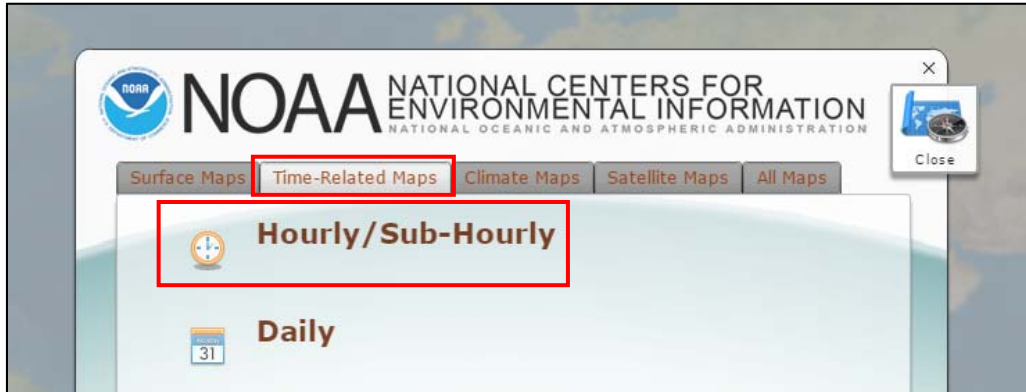 NOAA
NOAA
NATIONAL CENTERS FOR
ENVIRONMENTAL INFORMATION
NATIONAL OCEANIC AND ATMOSPHERIC ADMINISTRATION
Close
Surface Maps
Time-Related Maps
Climate Maps
Satellite Maps
All Maps
Hourly/Sub-Hourly
31
Daily